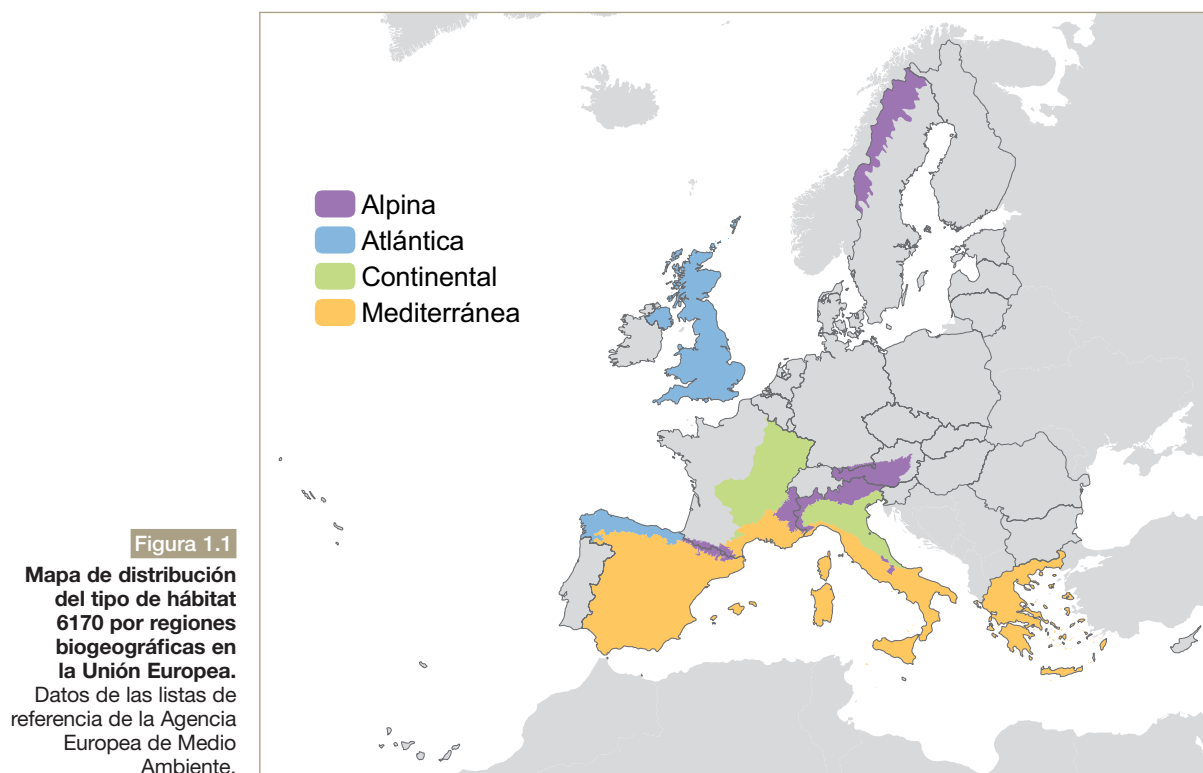 Alpina
Atlántica
Continental
Mediterránea
Figura 1.1
Mapa de distribución
del tipo de hábitat
6170 por regiones
biogeográficas en
la Unión Europea.
Datos de las listas de
referencia de la Agencia
Europea de Medio
Ambiente.